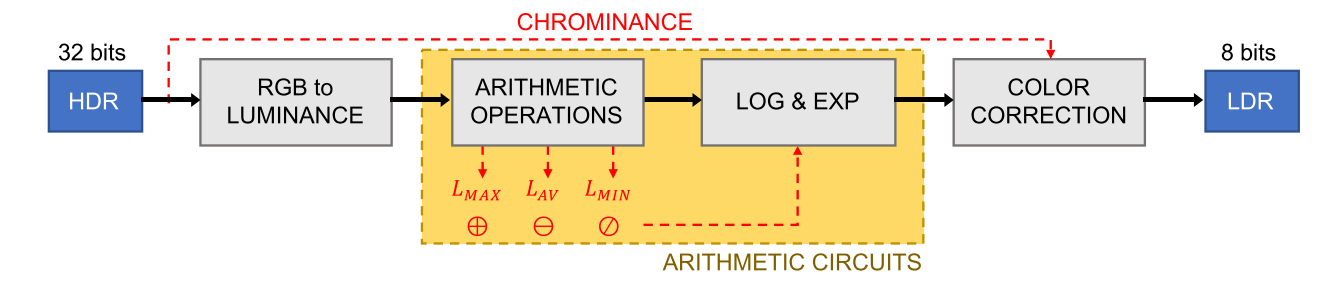 CHROMINANCE
32 bits
HDR
RGB to
LUMINANCE
ARITHMETIC
OPERATIONS
LOG & EXP
COLOR
CORRECTION
8 bits
LDR
L_MAX L_AV L_MIN
⊕ ⊖ ⊘
ARITHMETIC CIRCUITS